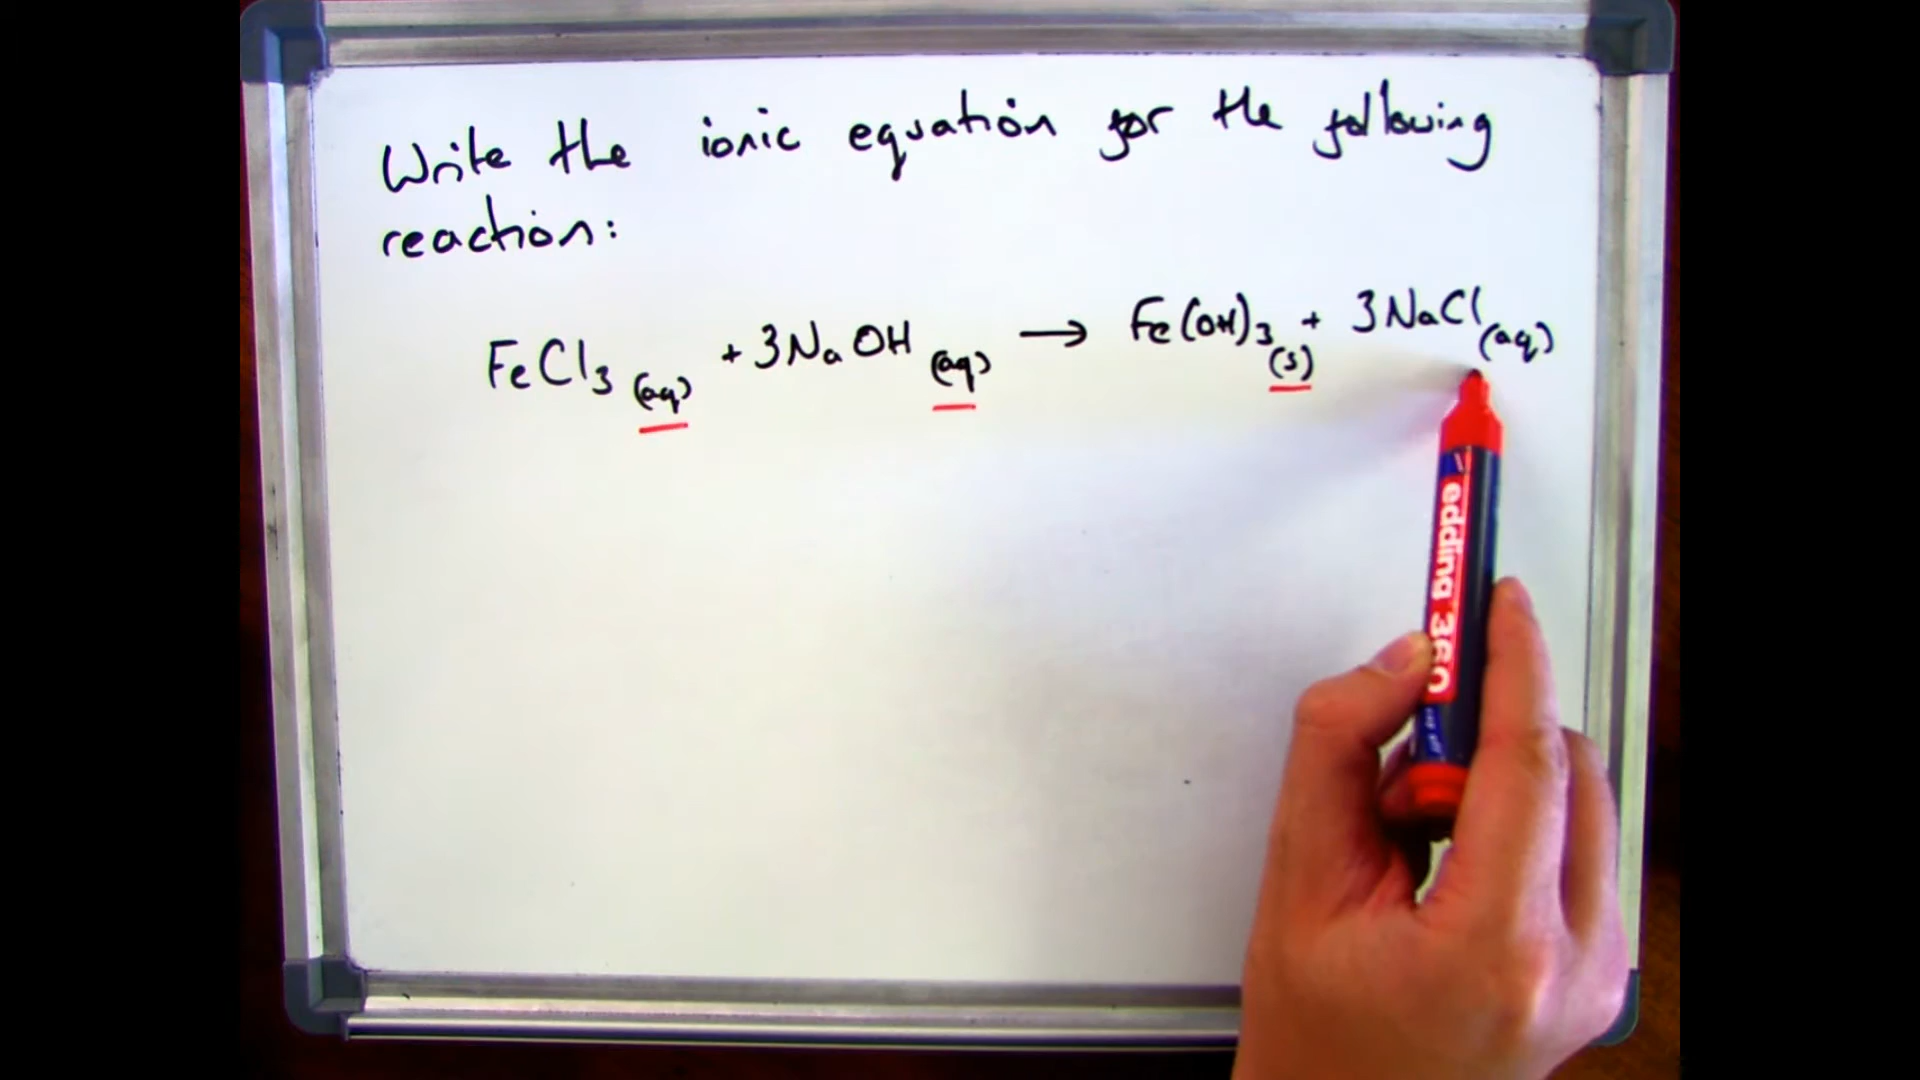 Write the ionic equation for the following
reaction:
FeCl3 (aq) + 3NaOH (aq) → Fe(OH)3 (s) + 3NaCl (aq)
edding 360